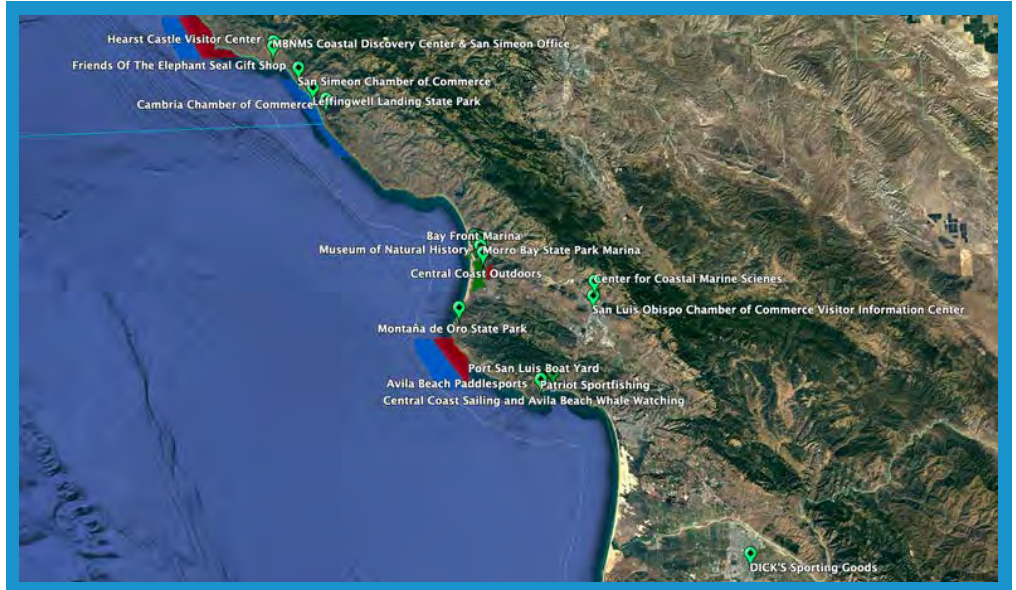 Hearst Castle Visitor Center
MBNMS Coastal Discovery Center & San Simeon Office
Friends Of The Elephant Seal Gift Shop
San Simeon Chamber of Commerce
Cambria Chamber of Commerce
Leffingwell Landing State Park
Bay Front Marina
Museum of Natural History
Morro Bay State Park Marina
Central Coast Outdoors
Center for Coastal Marine Scienes
San Luis Obispo Chamber of Commerce Visitor Information Center
Montaña de Oro State Park
Port San Luis Boat Yard
Avila Beach Paddlesports
Patriot Sportfishing
Central Coast Sailing and Avila Beach Whale Watching
DICK'S Sporting Goods